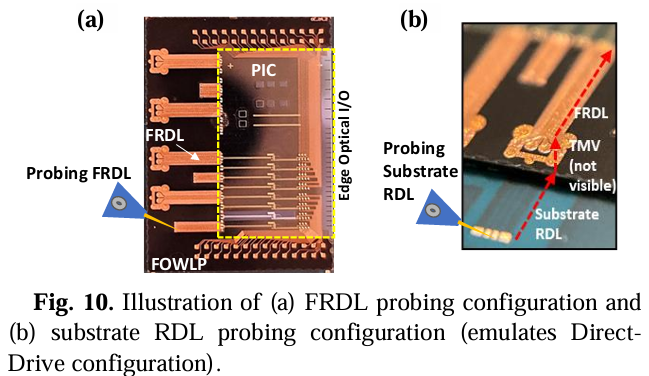 (a)
PIC
FRDL
Edge Optical I/O
Probing FRDL
FOWLP
(b)
FRDL
TMV
(not
visible)
Probing
Substrate
RDL
Substrate
RDL
Fig. 10. Illustration of (a) FRDL probing configuration and
(b) substrate RDL probing configuration (emulates Direct-
Drive configuration).